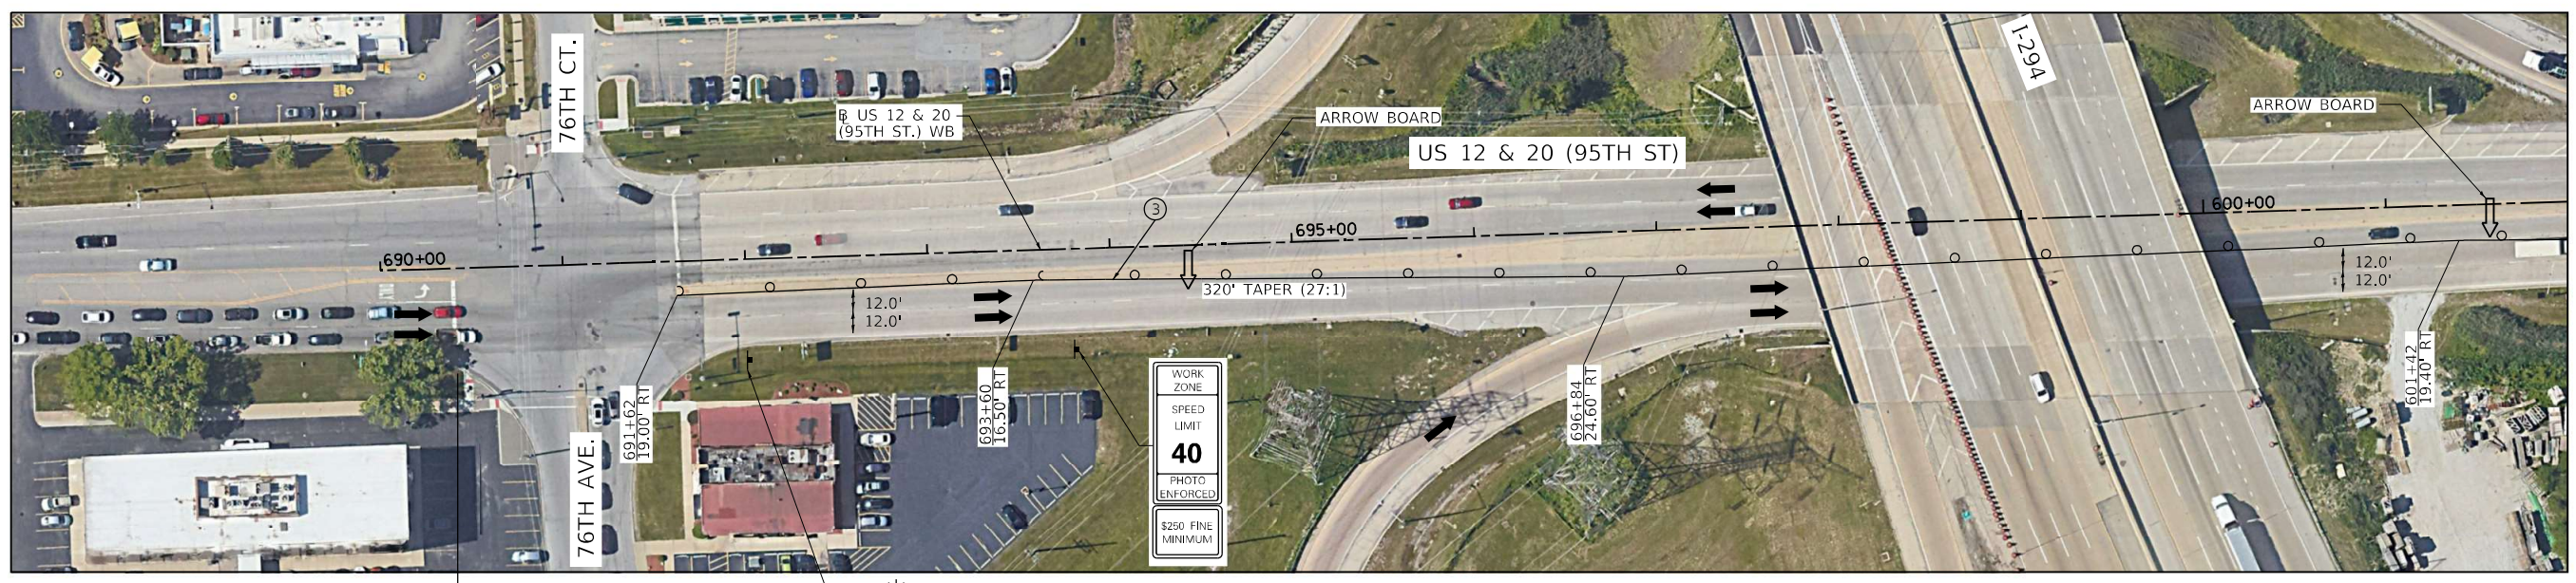 76TH CT.
I-294
ARROW BOARD
ARROW BOARD
B US 12 & 20
(95TH ST.) WB
US 12 & 20 (95TH ST)
3
600+00
695+00
690+00
ONLY
320' TAPER (27:1)
12.0'
12.0'
12.0'
12.0'
691+62
19.00' RT
693+60
16.50' RT
696+84
24.60' RT
601+42
19.40' RT
76TH AVE.
WORK
ZONE
SPEED
LIMIT
40
PHOTO
ENFORCED
$250 FINE
MINIMUM